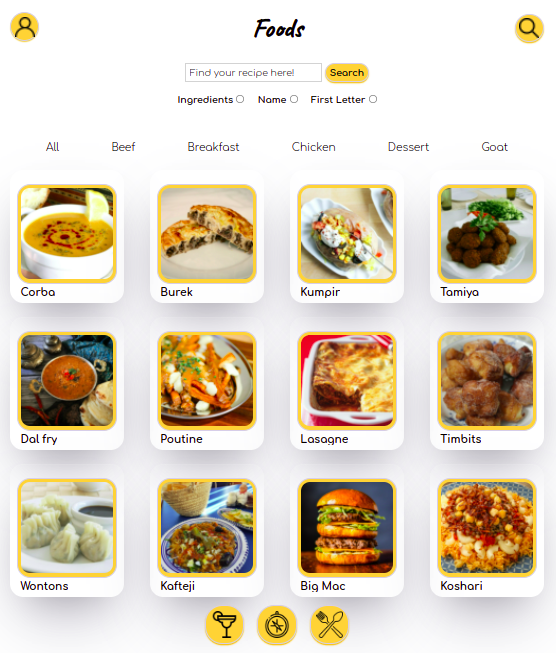 Foods
Find your recipe here! Search
Ingredients Name First Letter
All Beef Breakfast Chicken Dessert Goat
Corba Burek Kumpir Tamiya
Dal fry Poutine Lasagne Timbits
Wontons Kafteji Big Mac Koshari